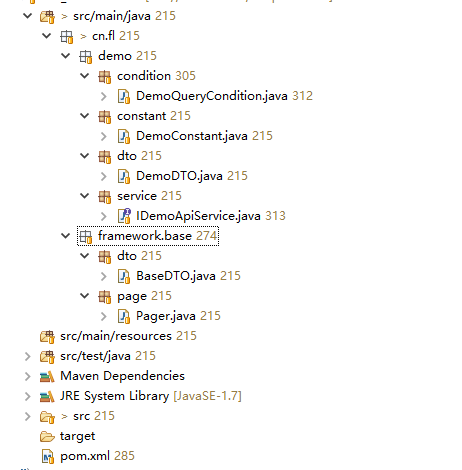 > src/main/java 215
> cn.fl 215
demo 215
condition 305
DemoQueryCondition.java 312
constant 215
DemoConstant.java 215
dto 215
DemoDTO.java 215
service 215
IDemoApiService.java 313
framework.base 274
dto 215
BaseDTO.java 215
page 215
Pager.java 215
src/main/resources 215
src/test/java 215
Maven Dependencies
JRE System Library [JavaSE-1.7]
> src 215
target
pom.xml 285